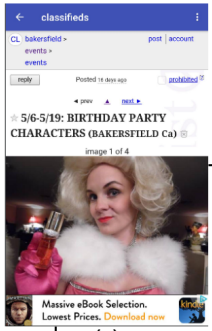 classifieds
CL bakersfield > post account
events >
events
reply Posted 18 days ago prohibited
prev next
5/6-5/19: BIRTHDAY PARTY
CHARACTERS (BAKERSFIELD Ca)
image 1 of 4
Massive eBook Selection.
Lowest Prices. Download now
kindle